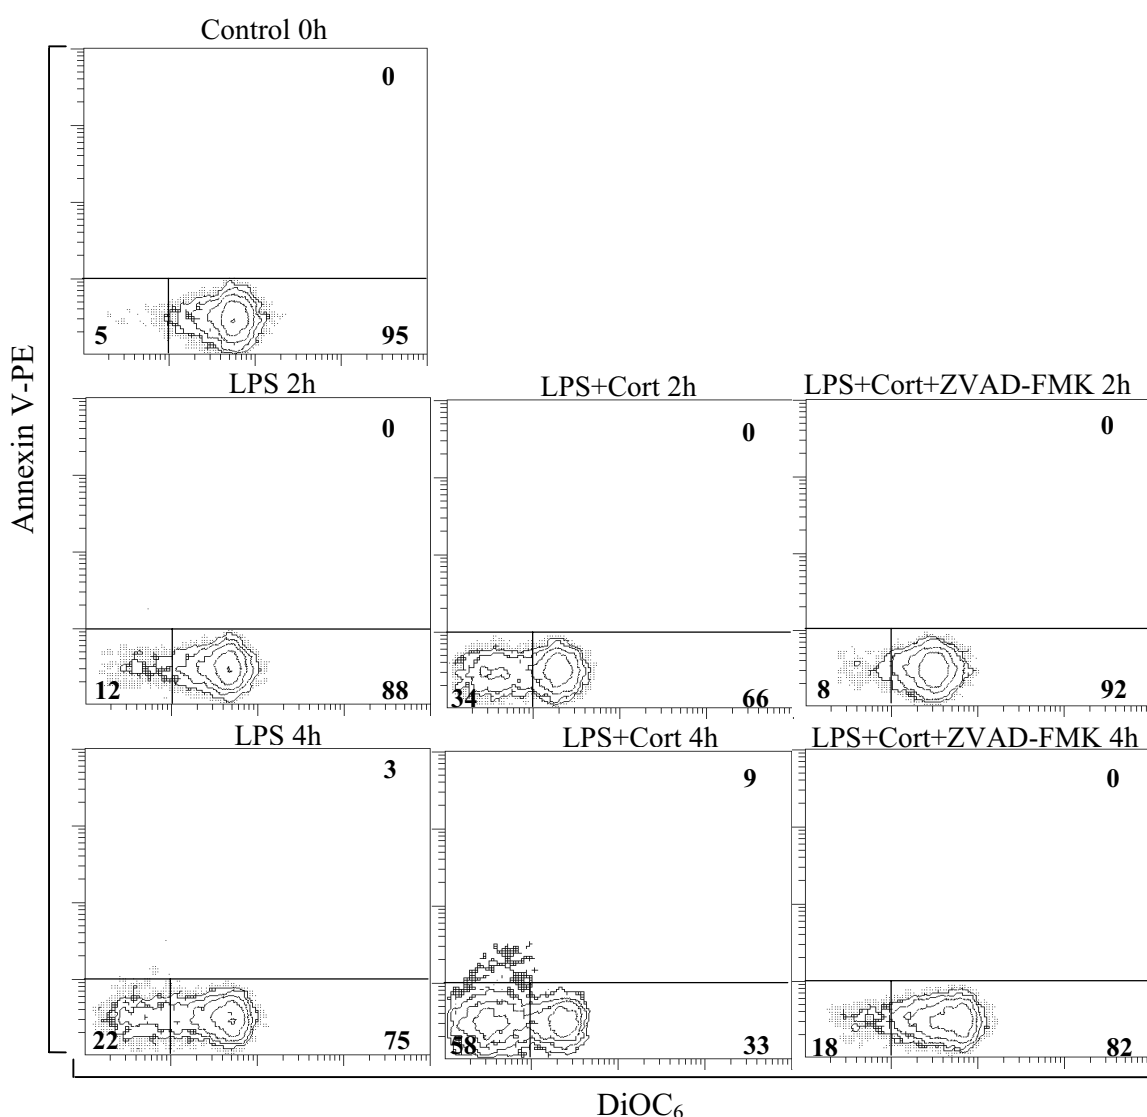 Control 0h
0
5
95
Annexin V-PE
LPS 2h
0
12
88
LPS+Cort 2h
0
34
66
LPS+Cort+ZVAD-FMK 2h
0
8
92
LPS 4h
3
22
75
LPS+Cort 4h
9
58
33
LPS+Cort+ZVAD-FMK 4h
0
18
82
DiOC₆